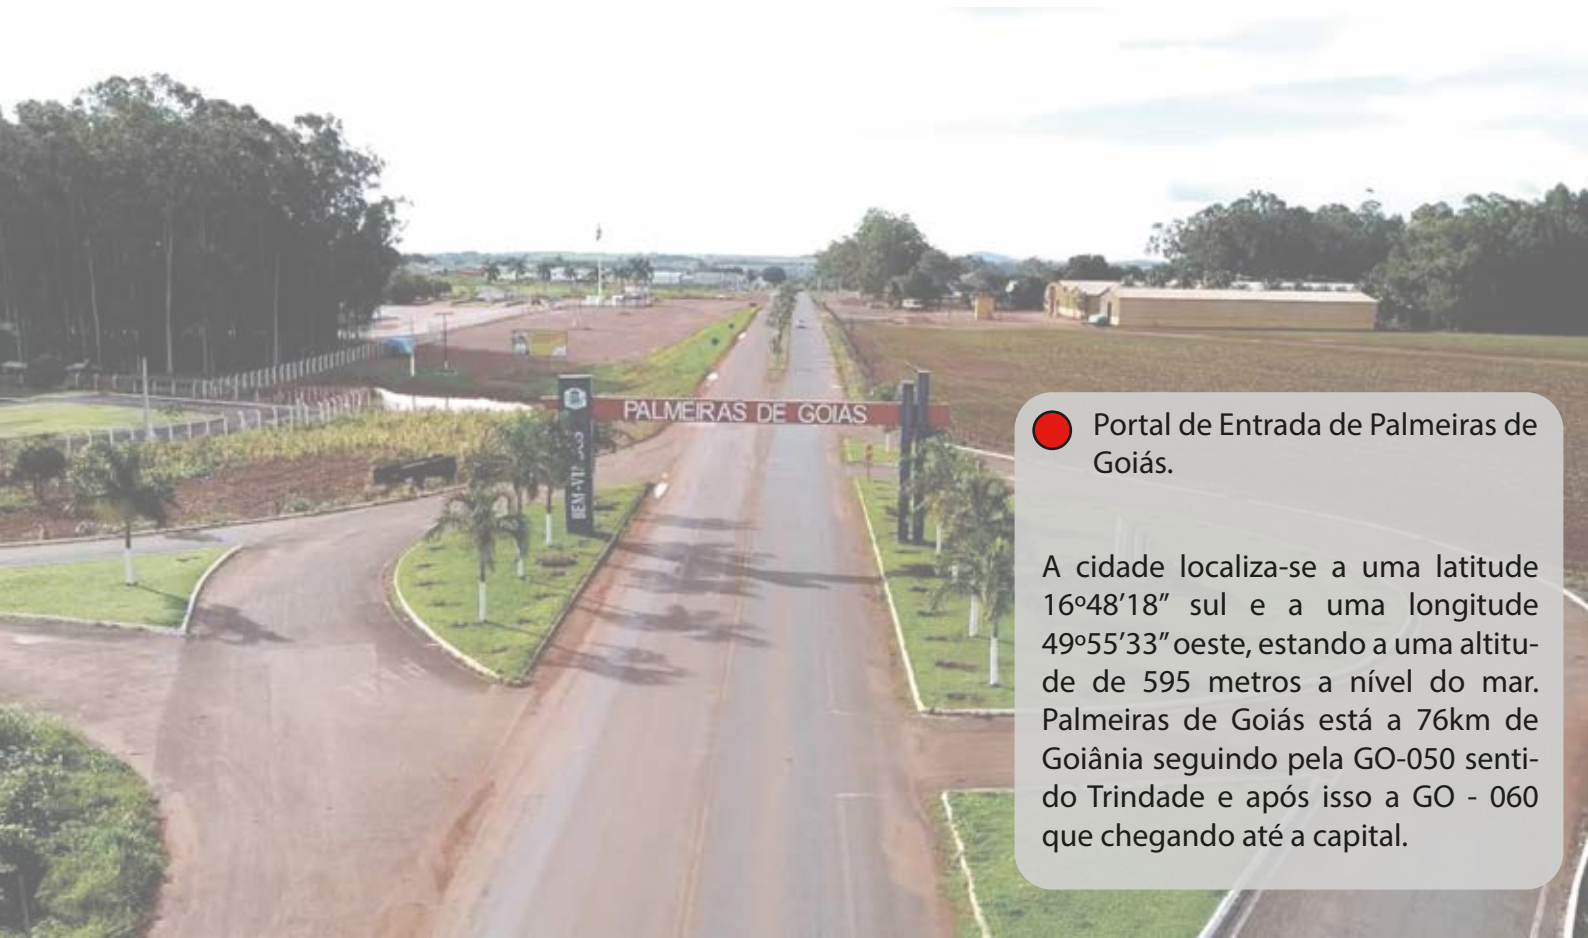 PALMEIRAS DE GOIÁS
BEM-VINDOS
Portal de Entrada de Palmeiras de
Goiás.
A cidade localiza-se a uma latitude
16º48’18” sul e a uma longitude
49º55’33” oeste, estando a uma altitu-
de de 595 metros a nível do mar.
Palmeiras de Goiás está a 76km de
Goiânia seguindo pela GO-050 senti-
do Trindade e após isso a GO - 060
que chegando até a capital.